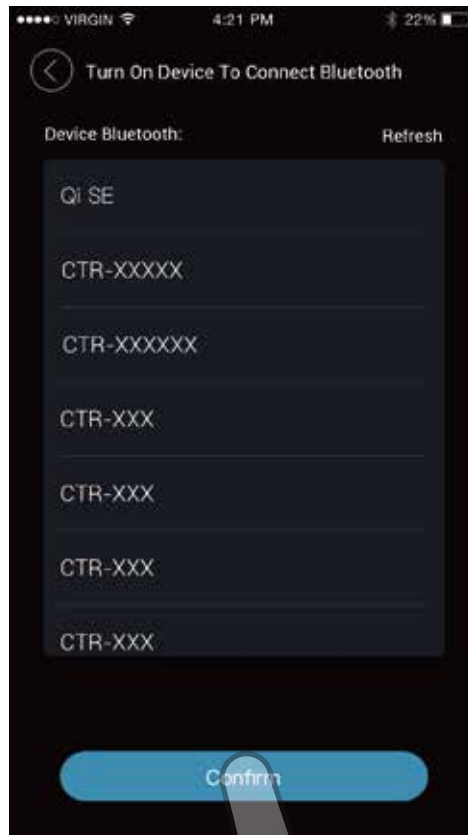 VIRGIN 4:21 PM 22%
Turn On Device To Connect Bluetooth
Device Bluetooth: Refresh
Qi SE
CTR-XXXXX
CTR-XXXXXX
CTR-XXX
CTR-XXX
CTR-XXX
CTR-XXX
Confirm